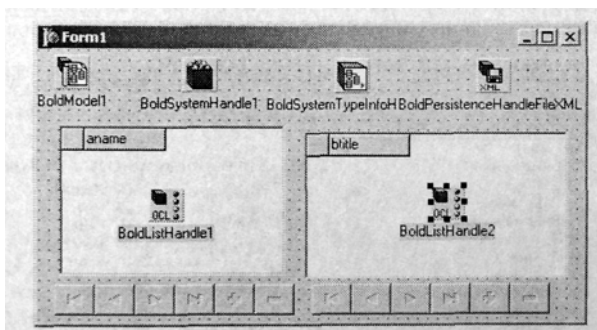 Form1
XML
BoldModel1 BoldSystemHandle1 BoldSystemTypeInfoH BoldPersistenceHandleFileXML
aname
btitle
OCL
OCL
BoldListHandle1
BoldListHandle2